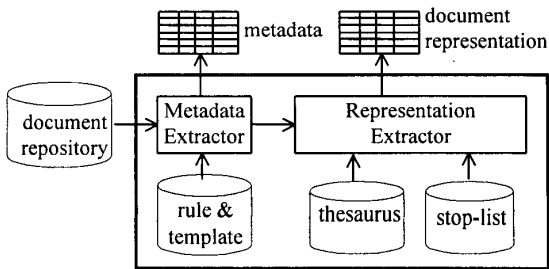 metadata
document
representation
document
repository
Metadata
Extractor
Representation
Extractor
rule &
template
thesaurus
stop-list